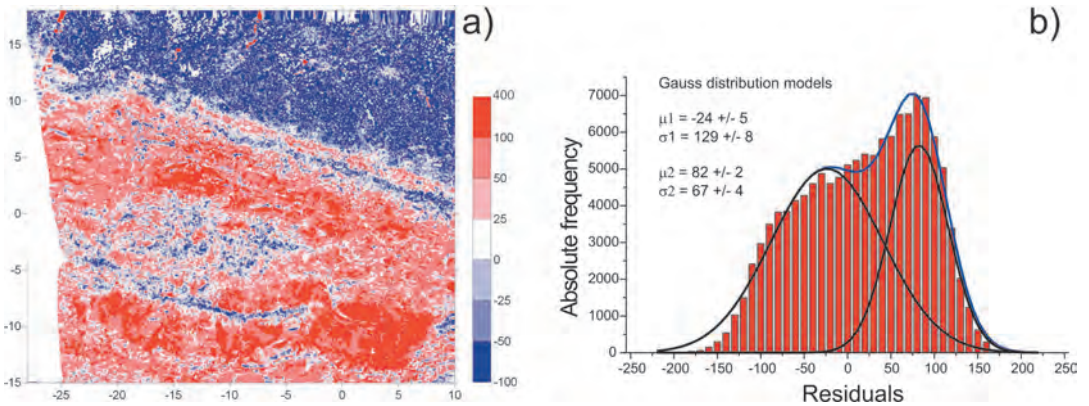 a)
15
10
5
0
-5
-10
-15
-25 -20 -15 -10 -5 0 5 10
400
100
50
25
0
-25
-50
-100
b)
Gauss distribution models
μ1 = -24 +/- 5
σ1 = 129 +/- 8
μ2 = 82 +/- 2
σ2 = 67 +/- 4
Absolute frequency
7000
6000
5000
4000
3000
2000
1000
0
-250 -200 -150 -100 -50 0 50 100 150 200 250
Residuals